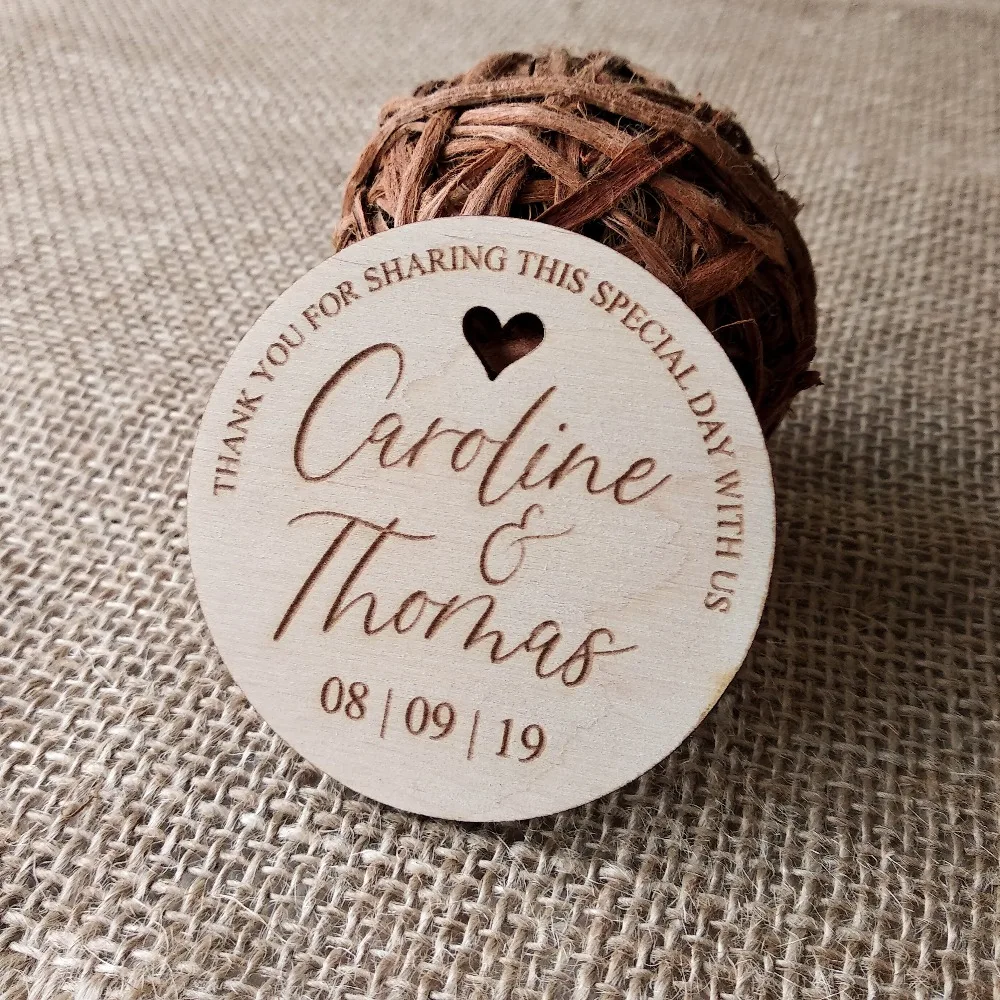 THANK YOU FOR SHARING THIS SPECIAL DAY WITH US
Caroline
&
Thomas
08 | 09 | 19